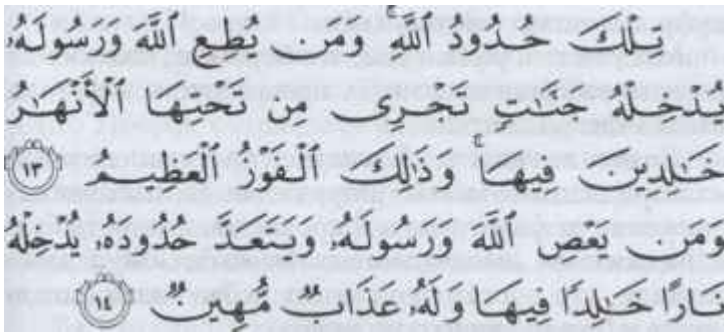 تِلْكَ حُدُودُ ٱللَّهِ ۚ وَمَن يُطِعِ ٱللَّهَ وَرَسُولَهُۥ
يُدْخِلْهُ جَنَّـٰتٍ تَجْرِى مِن تَحْتِهَا ٱلْأَنْهَـٰرُ
خَـٰلِدِينَ فِيهَا ۚ وَذَٰلِكَ ٱلْفَوْزُ ٱلْعَظِيمُ ١٣
وَمَن يَعْصِ ٱللَّهَ وَرَسُولَهُۥ وَيَتَعَدَّ حُدُودَهُۥ يُدْخِلْهُ
نَارًا خَـٰلِدًا فِيهَا وَلَهُۥ عَذَابٌ مُّهِينٌ ١٤